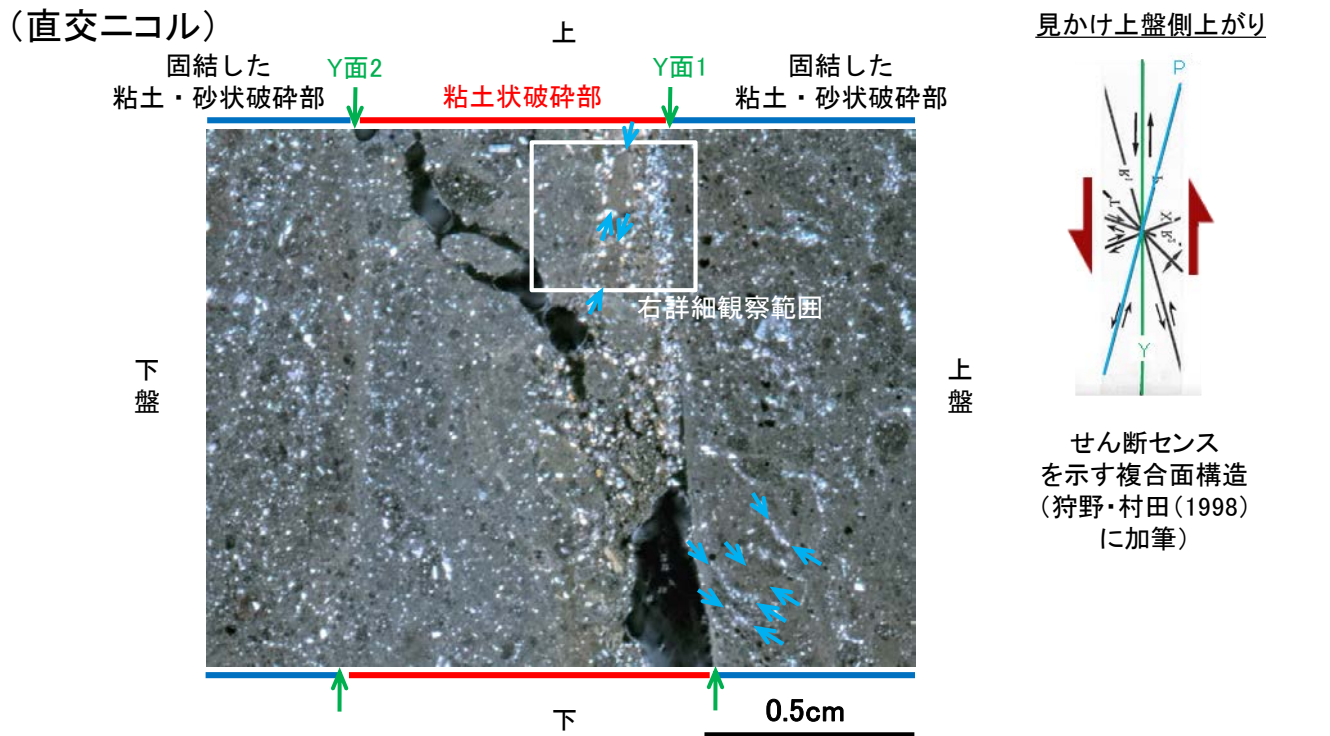 （直交ニコル）
上
見かけ上盤側上がり
固結した
粘土・砂状破砕部
Y面2
粘土状破砕部
Y面1
固結した
粘土・砂状破砕部
P
R1
T
X
R2
Y
右詳細観察範囲
下
盤
上
盤
せん断センス
を示す複合面構造
（狩野・村田（1998）
に加筆）
下
0.5cm